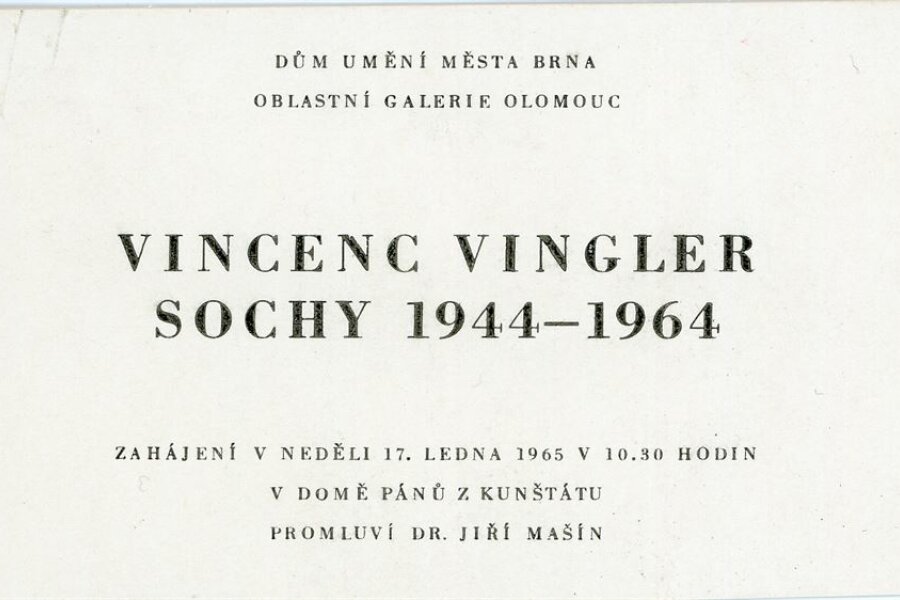 DŮM UMĚNÍ MĚSTA BRNA
OBLASTNÍ GALERIE OLOMOUC
VINCENC VINGLER
SOCHY 1944–1964
ZAHÁJENÍ V NEDĚLI 17. LEDNA 1965 V 10.30 HODIN
V DOMĚ PÁNŮ Z KUNŠTÁTU
PROMLUVÍ DR. JIŘÍ MAŠÍN